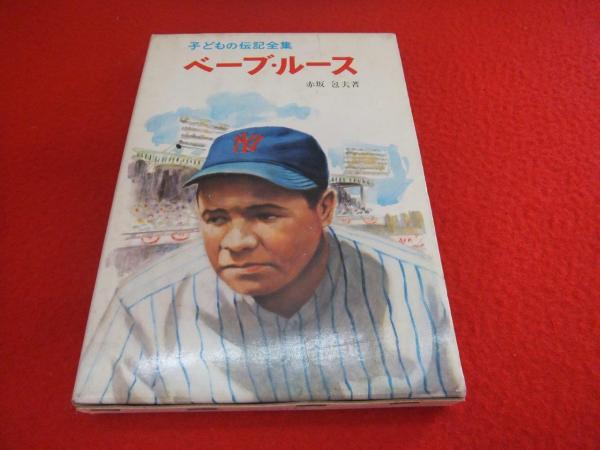 子どもの伝記全集
ベーブ・ルース
赤坂 包夫著
NY